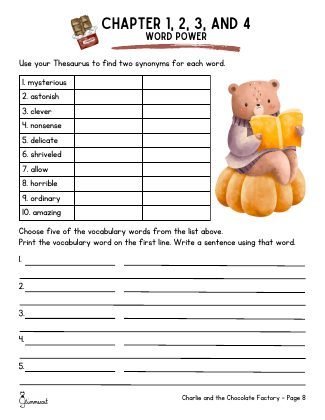 CHAPTER 1, 2, 3, AND 4
WORD POWER
Use your Thesaurus to find two synonyms for each word.
1. mysterious
2. astonish
3. clever
4. nonsense
5. delicate
6. shriveled
7. allow
8. horrible
9. ordinary
10. amazing
Choose five of the vocabulary words from the list above.
Print the vocabulary word on the first line. Write a sentence using that word.
1.
2.
3.
4.
5.
Charlie and the Chocolate Factory - Page 8